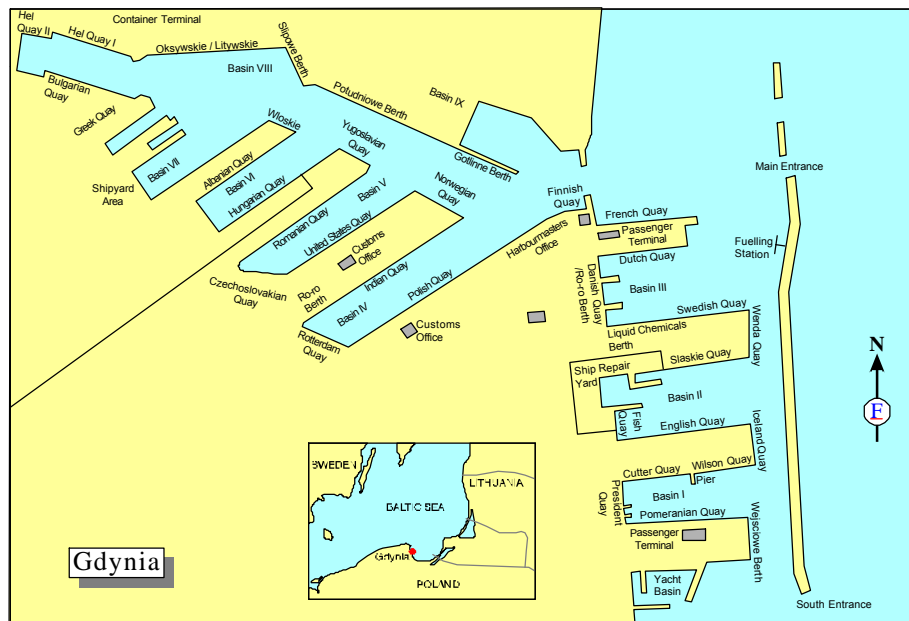 Hel
Quay II
Hel Quay I
Container Terminal
Oksywskie / Litywskie
Slipowe Berth
Basin VIII
Potudniowe Berth
Basin IX
Bulgarian
Quay
Greek Quay
Wloskie
Yugoslavian
Quay
Gotlinne Berth
Basin VII
Albanian Quay
Basin VI
Hungarian Quay
Shipyard
Area
Basin V
Norwegian
Quay
Romanian Quay
United States Quay
Finnish
Quay
Main Entrance
French Quay
Passenger
Terminal
Harbourmasters
Office
Customs
Office
Fuelling
Station
Dutch Quay
Czechoslovakian
Quay
Ro-ro
Berth
Indian Quay
Polish Quay
Basin IV
Danish Quay
/Ro-ro Berth
Basin III
Swedish Quay
Wenda Quay
Rotterdam
Quay
Customs
Office
Liquid Chemicals
Berth
Slaskie Quay
Ship Repair
Yard
Basin II
N
F
Fish
Quay
English Quay
Iceland Quay
SWEDEN
LITHUANIA
BALTIC SEA
Gdynia
POLAND
Cutter Quay
Wilson Quay
Pier
President
Quay
Basin I
Pomeranian Quay
Wejsciowe Berth
Passenger
Terminal
Gdynia
Yacht
Basin
South Entrance